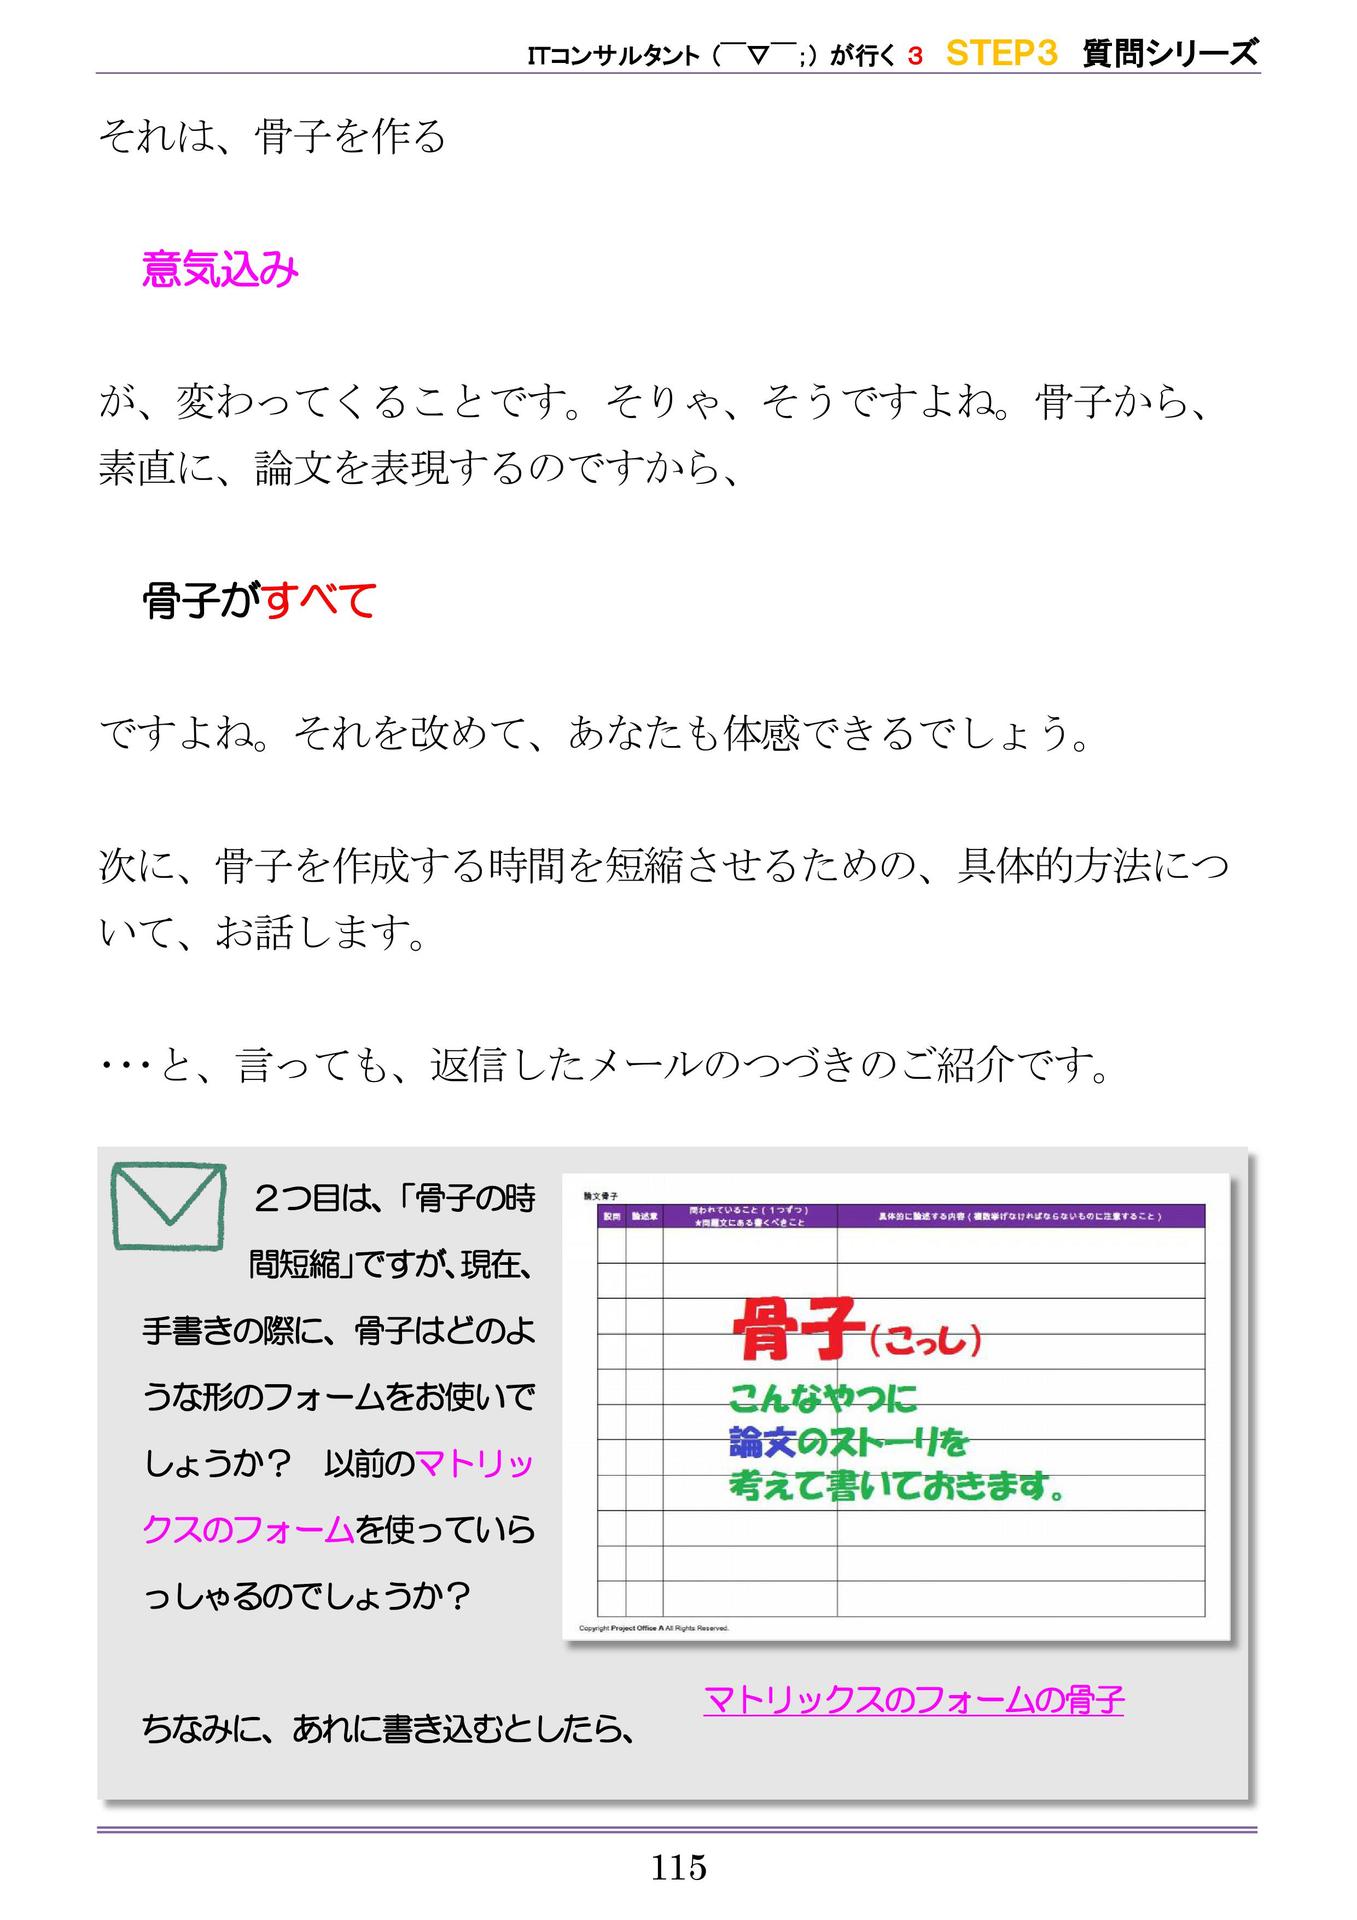 ITコンサルタント（￣▽￣；）が行く 3　STEP3　質問シリーズ
それは、骨子を作る
意気込み
が、変わってくることです。そりゃ、そうですよね。骨子から、
素直に、論文を表現するのですから、
骨子がすべて
ですよね。それを改めて、あなたも体感できるでしょう。
次に、骨子を作成する時間を短縮させるための、具体的方法につ
いて、お話します。
･･･と、言っても、返信したメールのつづきのご紹介です。
２つ目は、「骨子の時
間短縮」ですが、現在、
手書きの際に、骨子はどのよ
うな形のフォームをお使いで
しょうか？　以前のマトリッ
クスのフォームを使っていら
っしゃるのでしょうか？
論文骨子
設問　論述章　問われていること（１つずつ）　具体的に論述する内容（複数挙げなければならないものに注意すること）
★問題文にある書くべきこと
骨子（こっし）
こんなやつに
論文のストーリを
考えて書いておきます。
Copyright Project Office A All Rights Reserved.
マトリックスのフォームの骨子
ちなみに、あれに書き込むとしたら、
115